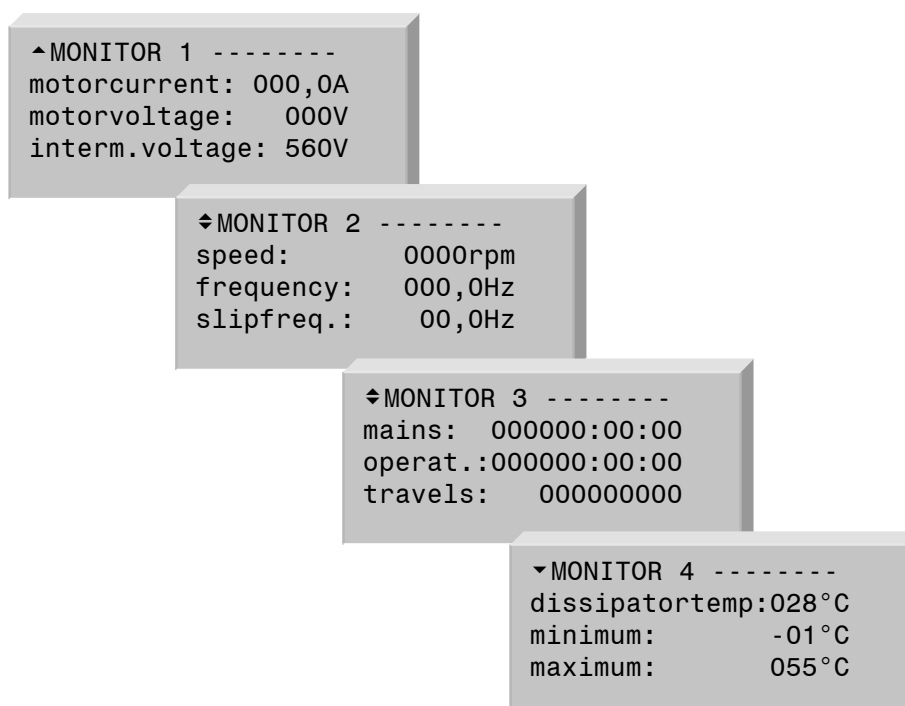 MONITOR 1 --------
motorcurrent: 000,0A
motorvoltage: 000V
interm.voltage: 560V
MONITOR 2 --------
speed: 0000rpm
frequency: 000,0Hz
slipfreq.: 00,0Hz
MONITOR 3 --------
mains: 000000:00:00
operat.:000000:00:00
travels: 000000000
MONITOR 4 --------
dissipatortemp:028°C
minimum: -01°C
maximum: 055°C